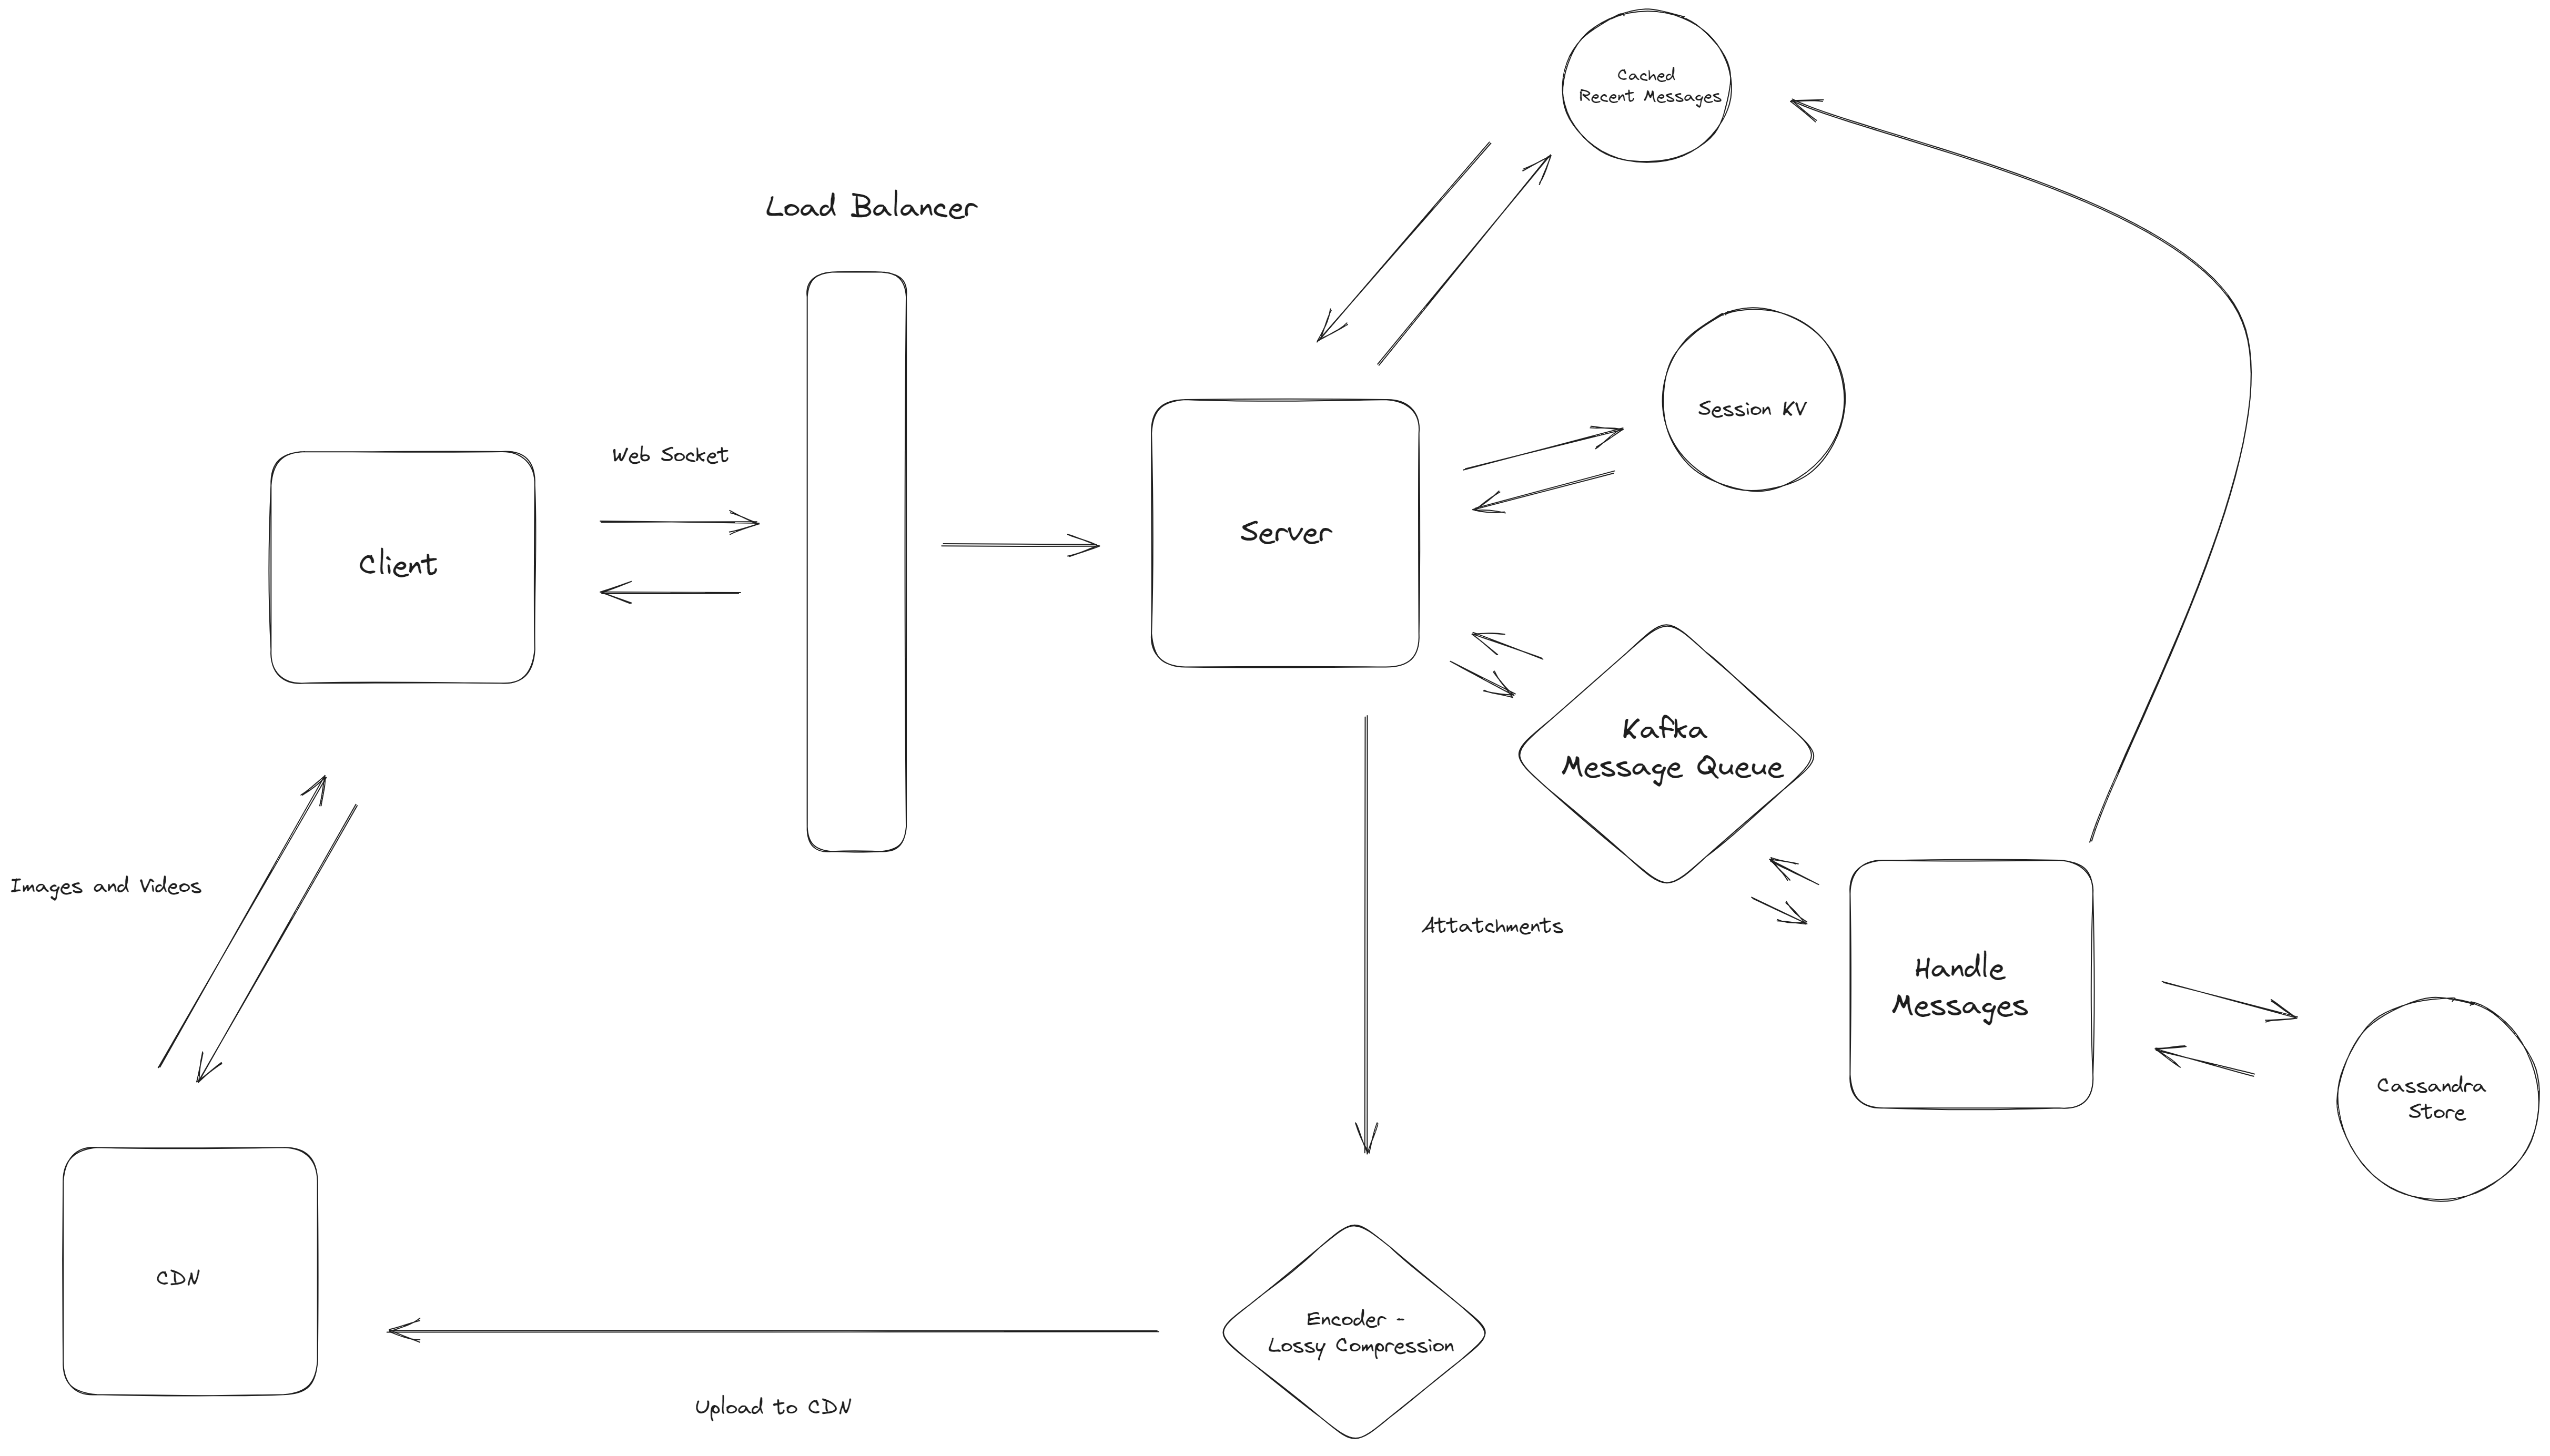 Cached
Recent Messages
Load Balancer
Session KV
Web Socket
Server
Client
Kafka
Message Queue
Images and Videos
Attatchments
Handle
Messages
Cassandra
Store
CDN
Encoder -
Lossy Compression
Upload to CDN